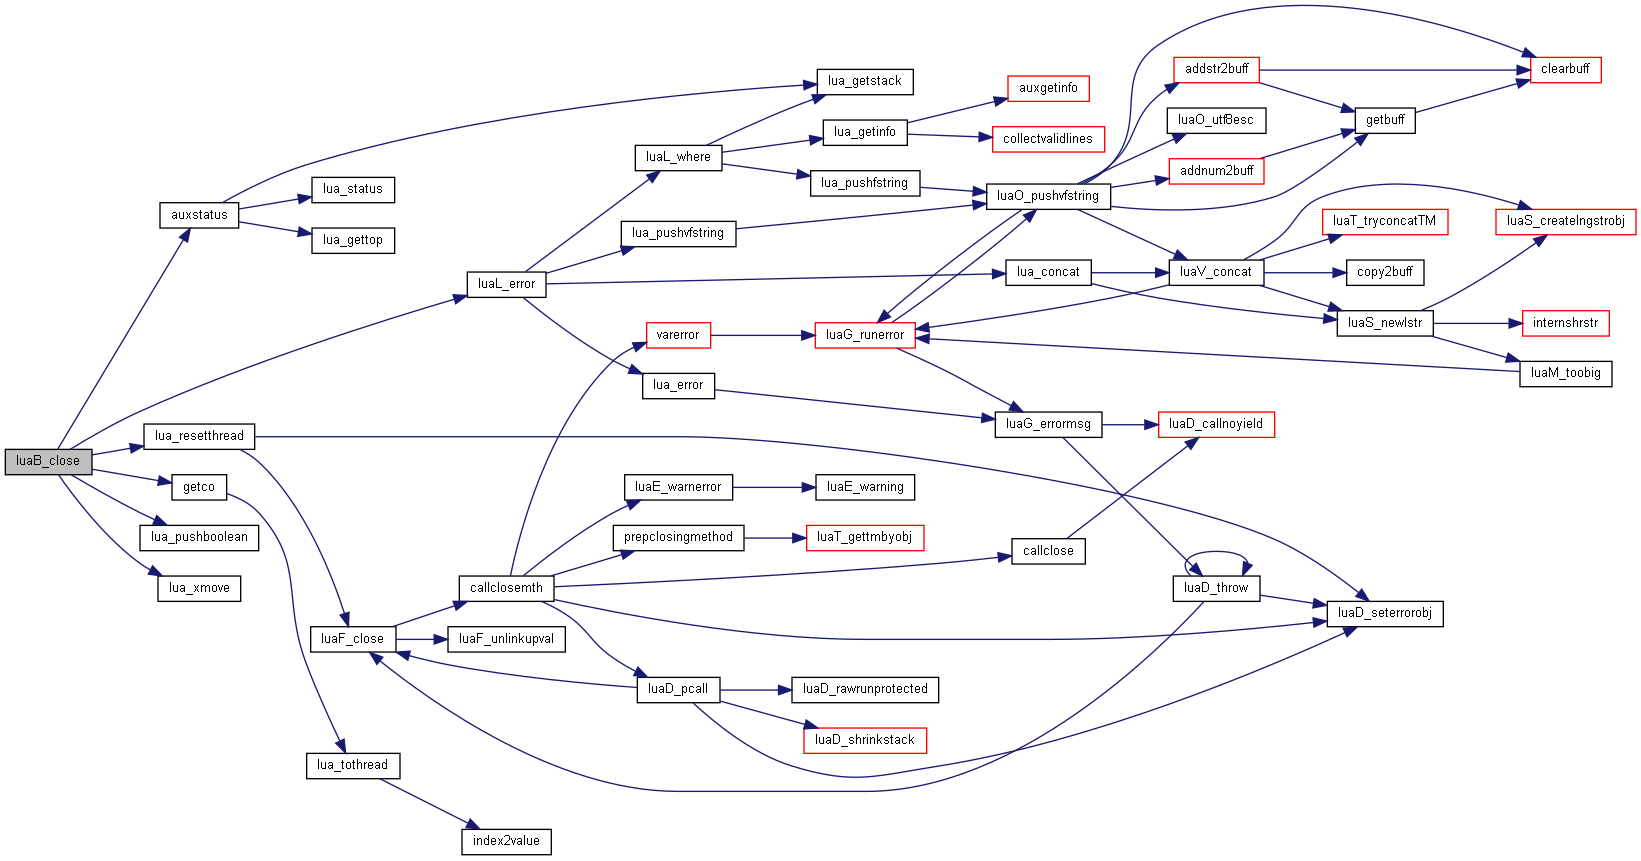 luaB_close
auxstatus
lua_resetthread
getco
lua_pushboolean
lua_xmove
lua_status
lua_gettop
luaF_close
lua_tothread
luaL_error
callclosemth
luaF_unlinkupval
index2value
luaL_where
lua_pushvfstring
varerror
lua_error
luaE_warnerror
prepclosingmethod
luaD_pcall
lua_getstack
lua_getinfo
lua_pushfstring
luaG_runerror
luaE_warning
luaT_gettmbyobj
luaD_rawrunprotected
luaD_shrinkstack
auxgetinfo
collectvalidlines
luaO_pushvfstring
lua_concat
luaG_errormsg
callclose
addstr2buff
luaO_utf8esc
addnum2buff
luaV_concat
luaD_callnoyield
luaD_throw
getbuff
luaT_tryconcatTM
copy2buff
luaS_newlstr
luaD_seterrorobj
clearbuff
luaS_createlngstrobj
internshrstr
luaM_toobig